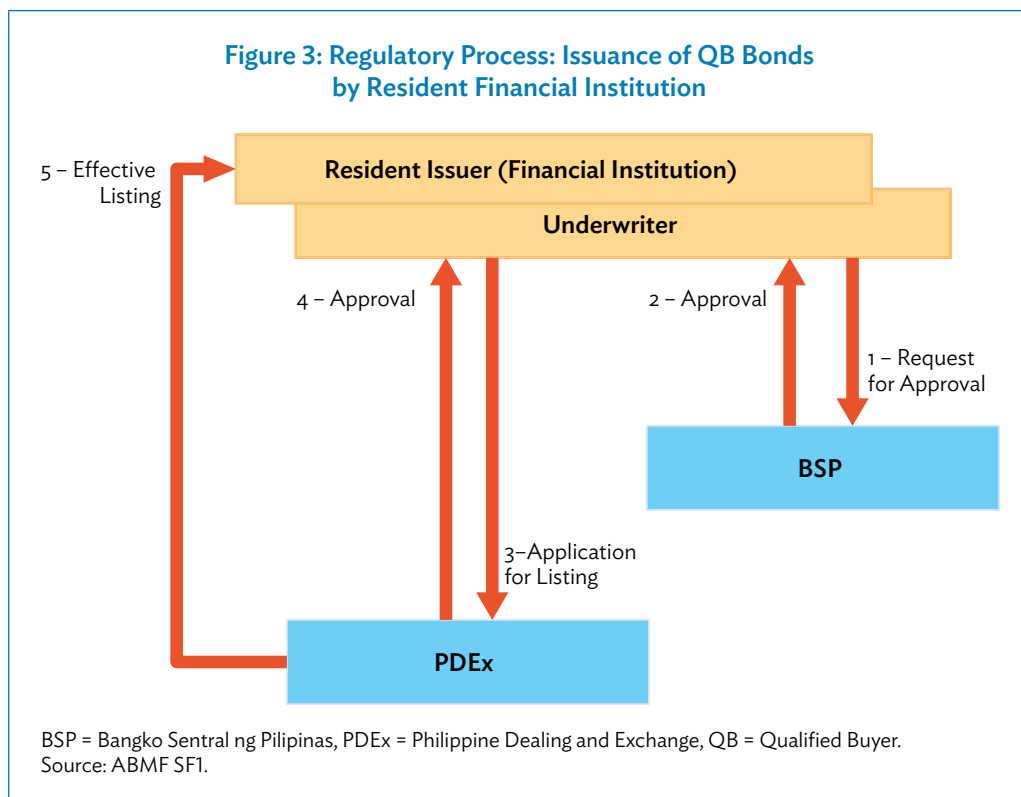 Figure 3: Regulatory Process: Issuance of QB Bonds
by Resident Financial Institution
5 – Effective
Listing
Resident Issuer (Financial Institution)
Underwriter
4 – Approval
2 – Approval
1 – Request
for Approval
BSP
3–Application
for Listing
PDEx
BSP = Bangko Sentral ng Pilipinas, PDEx = Philippine Dealing and Exchange, QB = Qualified Buyer.
Source: ABMF SF1.